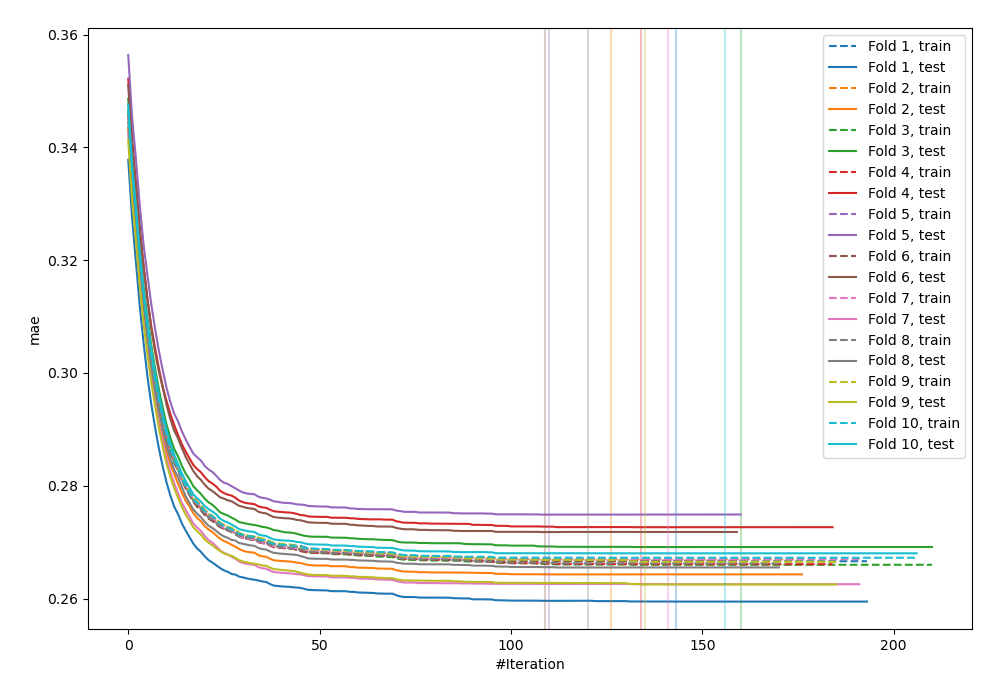 0.36
0.34
0.32
0.30
0.28
0.26
mae
0
50
100
150
200
#Iteration
Fold 1, train
Fold 1, test
Fold 2, train
Fold 2, test
Fold 3, train
Fold 3, test
Fold 4, train
Fold 4, test
Fold 5, train
Fold 5, test
Fold 6, train
Fold 6, test
Fold 7, train
Fold 7, test
Fold 8, train
Fold 8, test
Fold 9, train
Fold 9, test
Fold 10, train
Fold 10, test